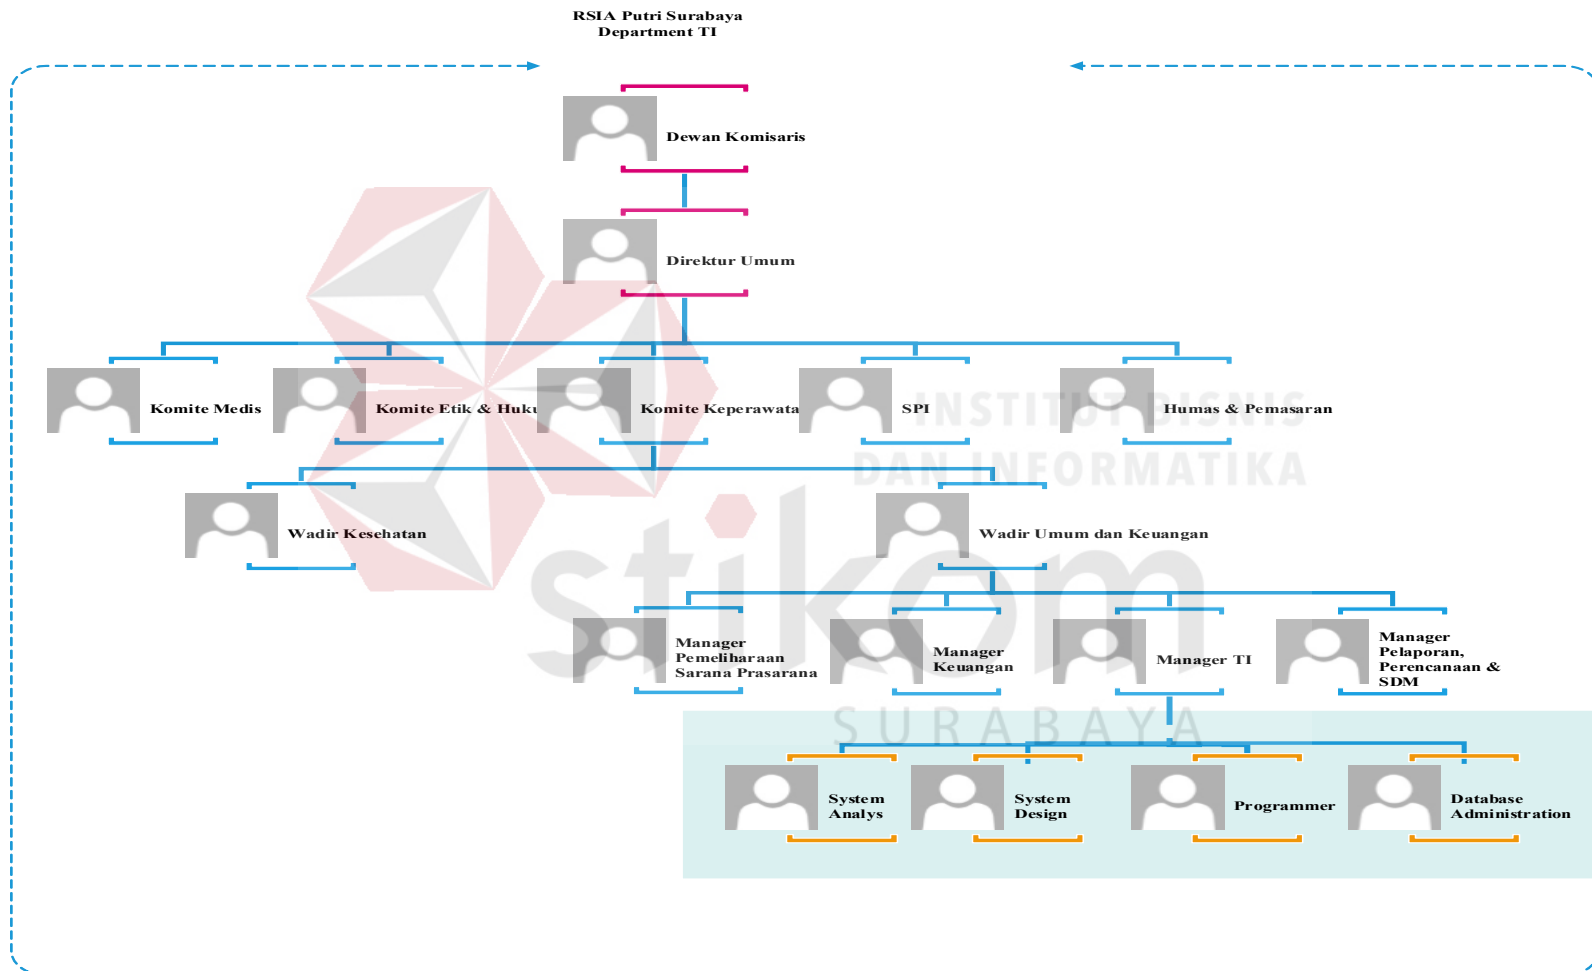 RSIA Putri Surabaya
Department TI
Dewan Komisaris
Direktur Umum
Komite Medis
Komite Etik & Huku
Komite Keperawata
SPI
Humas & Pemasaran
INSTITUT BISNIS
DAN INFORMATIKA
Wadir Kesehatan
Wadir Umum dan Keuangan
stikom
SURABAYA
Manager
Pemeliharaan
Sarana Prasarana
Manager
Keuangan
Manager TI
Manager
Pelaporan,
Perencanaan &
SDM
System
Analys
System
Design
Programmer
Database
Administration